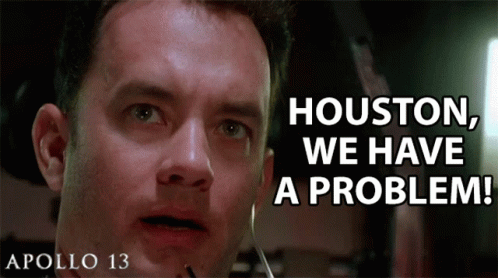 HOUSTON,
WE HAVE
A PROBLEM!
APOLLO 13